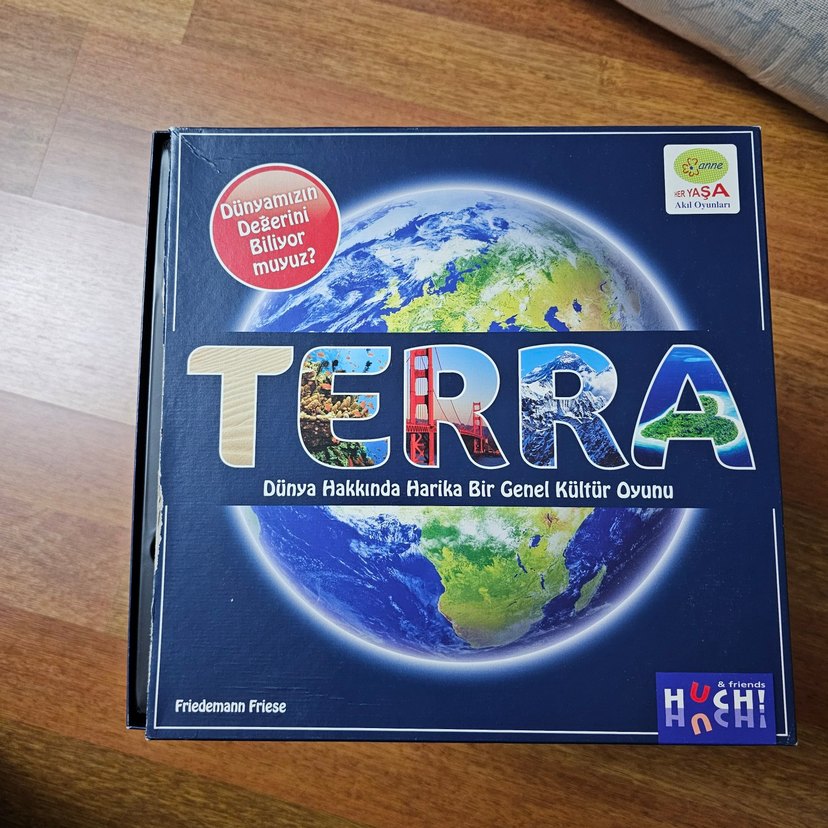 Dünyamızın
Değerini
Biliyor
muyuz?
anne
HER YAŞA
Akıl Oyunları
TERRA
Dünya Hakkında Harika Bir Genel Kültür Oyunu
Friedemann Friese
& friends
HUCH!